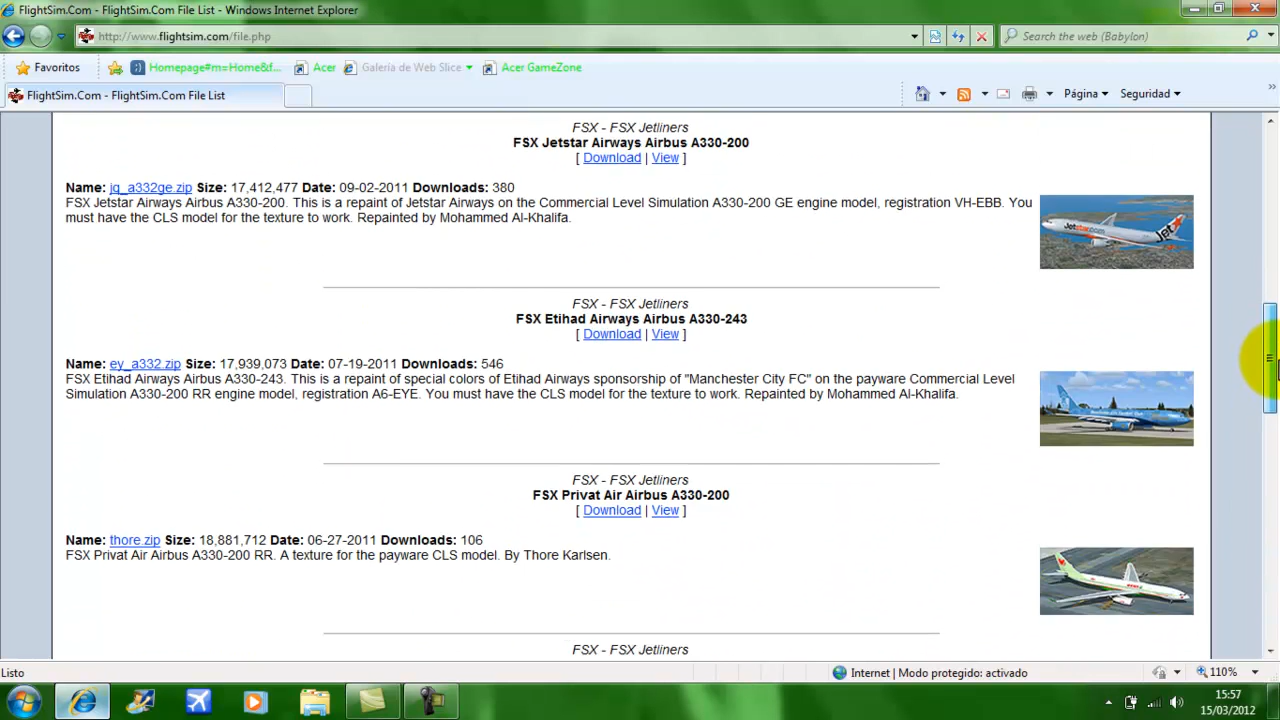 FlightSim.Com - FlightSim.Com File List - Windows Internet Explorer
http://www.flightsim.com/file.php
Search the web (Babylon)
Favoritos
Homepage#m=Home&f...
Acer
Galería de Web Slice
Acer GameZone
FlightSim.Com - FlightSim.Com File List
Página
Seguridad
FSX - FSX Jetliners
FSX Jetstar Airways Airbus A330-200
[ Download | View ]
Name: jq_a332ge.zip Size: 17,412,477 Date: 09-02-2011 Downloads: 380
FSX Jetstar Airways Airbus A330-200. This is a repaint of Jetstar Airways on the Commercial Level Simulation A330-200 GE engine model, registration VH-EBB. You
must have the CLS model for the texture to work. Repainted by Mohammed Al-Khalifa.
FSX - FSX Jetliners
FSX Etihad Airways Airbus A330-243
[ Download | View ]
Name: ey_a332.zip Size: 17,939,073 Date: 07-19-2011 Downloads: 546
FSX Etihad Airways Airbus A330-243. This is a repaint of special colors of Etihad Airways sponsorship of "Manchester City FC" on the payware Commercial Level
Simulation A330-200 RR engine model, registration A6-EYE. You must have the CLS model for the texture to work. Repainted by Mohammed Al-Khalifa.
FSX - FSX Jetliners
FSX Privat Air Airbus A330-200
[ Download | View ]
Name: thore.zip Size: 18,881,712 Date: 06-27-2011 Downloads: 106
FSX Privat Air Airbus A330-200 RR. A texture for the payware CLS model. By Thore Karlsen.
FSX - FSX Jetliners
Listo
Internet | Modo protegido: activado
110%
15:57
15/03/2012